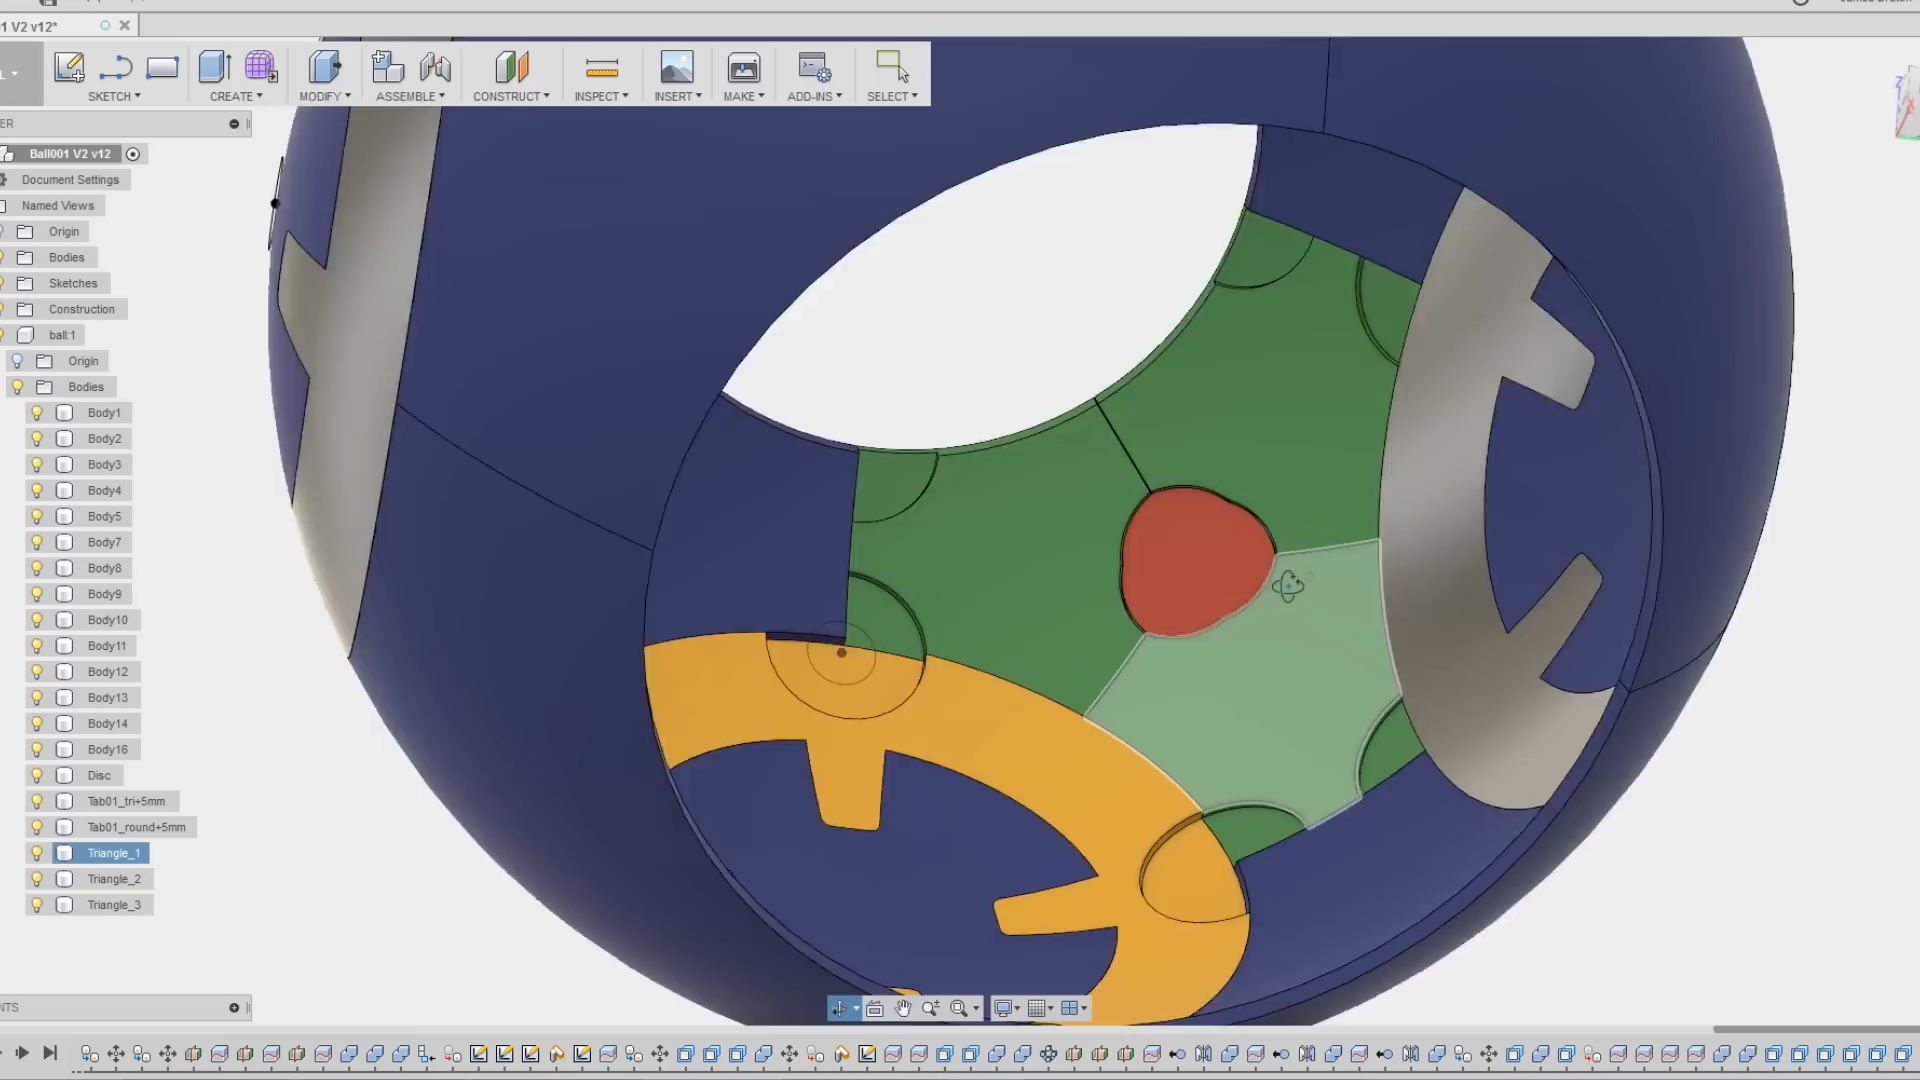 01 V2 v12*
SKETCH
CREATE
MODIFY
ASSEMBLE
CONSTRUCT
INSPECT
INSERT
MAKE
ADD-INS
SELECT
ER
Ball001 V2 v12
Document Settings
Named Views
Origin
Bodies
Sketches
Construction
ball:1
Origin
Bodies
Body1
Body2
Body3
Body4
Body5
Body7
Body8
Body9
Body10
Body11
Body12
Body13
Body14
Body16
Disc
Tab01_tri+5mm
Tab01_round+5mm
Triangle_1
Triangle_2
Triangle_3
NTS